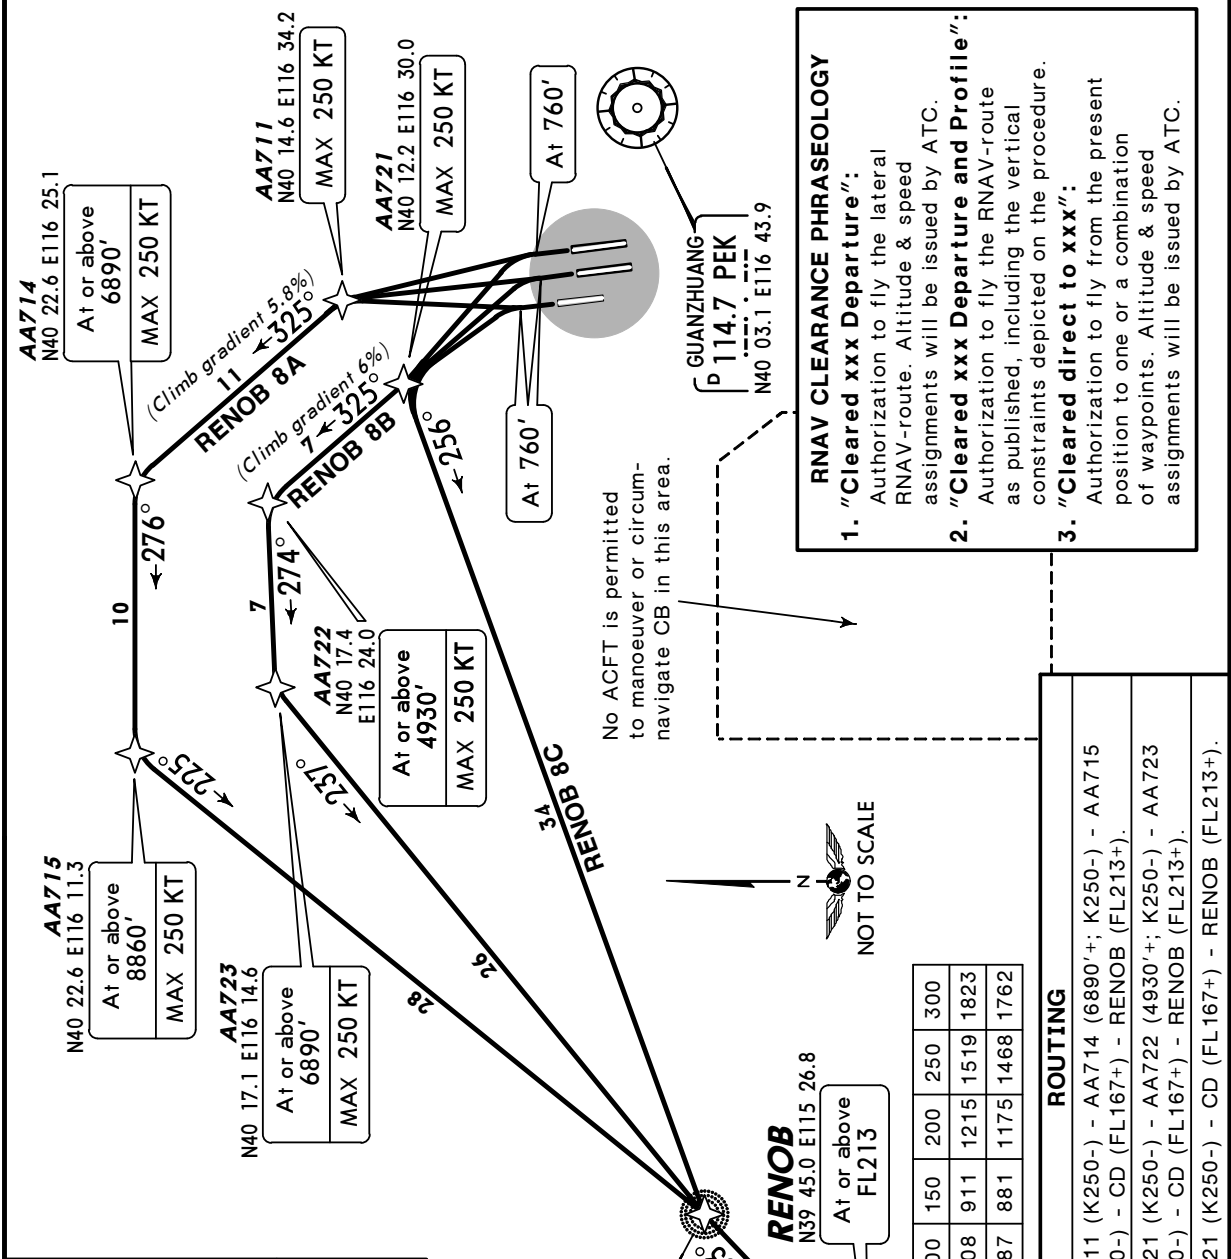 AA714
N40 22.6 E116 25.1
At or above
6890'
MAX 250 KT
AA711
N40 14.6 E116 34.2
MAX 250 KT
AA721
N40 12.2 E116 30.0
MAX 250 KT
At 760'
At 760'
(Climb gradient 5.8%)
11
325°
RENOB 8A
(Climb gradient 6%)
7
325°
RENOB 8B
256°
276°
10
274°
7
AA722
N40 17.4
E116 24.0
At or above
4930'
MAX 250 KT
AA715
N40 22.6 E116 11.3
At or above
8860'
MAX 250 KT
225°
28
AA723
N40 17.1 E116 14.6
At or above
6890'
MAX 250 KT
237°
26
34
RENOB 8C
GUANZHUANG
D 114.7 PEK
N40 03.1 E116 43.9
No ACFT is permitted
to manoeuver or circum-
navigate CB in this area.
N
NOT TO SCALE
RNAV CLEARANCE PHRASEOLOGY
1. "Cleared xxx Departure":
Authorization to fly the lateral
RNAV-route. Altitude & speed
assignments will be issued by ATC.
2. "Cleared xxx Departure and Profile":
Authorization to fly the RNAV-route
as published, including the vertical
constraints depicted on the procedure.
3. "Cleared direct to xxx":
Authorization to fly from the present
position to one or a combination
of waypoints. Altitude & speed
assignments will be issued by ATC.
RENOB
N39 45.0 E115 26.8
At or above
FL213
00 150 200 250 300
08 911 1215 1519 1823
87 881 1175 1468 1762
ROUTING
11 (K250-) - AA714 (6890'+; K250-) - AA715
0-) - CD (FL167+) - RENOB (FL213+).
21 (K250-) - AA722 (4930'+; K250-) - AA723
0-) - CD (FL167+) - RENOB (FL213+).
21 (K250-) - CD (FL167+) - RENOB (FL213+).